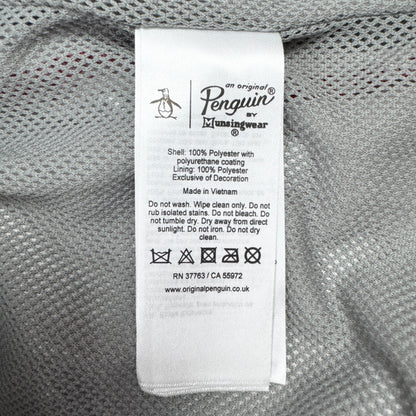 an original
Penguin®
BY
Munsingwear
®
Shell: 100% Polyester with
polyurethane coating
Lining: 100% Polyester
Exclusive of Decoration
Made in Vietnam
Do not wash. Wipe clean only. Do not
rub isolated stains. Do not bleach. Do
not tumble dry. Dry away from direct
sunlight. Do not iron. Do not dry
clean.
RN 37763 / CA 55972
www.originalpenguin.co.uk